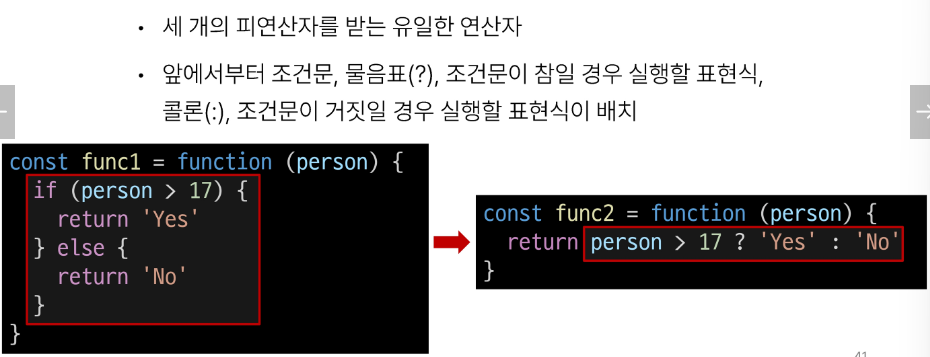 • 세 개의 피연산자를 받는 유일한 연산자
• 앞에서부터 조건문, 물음표(?), 조건문이 참일 경우 실행할 표현식,
콜론(:), 조건문이 거짓일 경우 실행할 표현식이 배치
const func1 = function (person) {
if (person > 17) {
return 'Yes'
} else {
return 'No'
}
}
const func2 = function (person) {
return person > 17 ? 'Yes' : 'No'
}
41